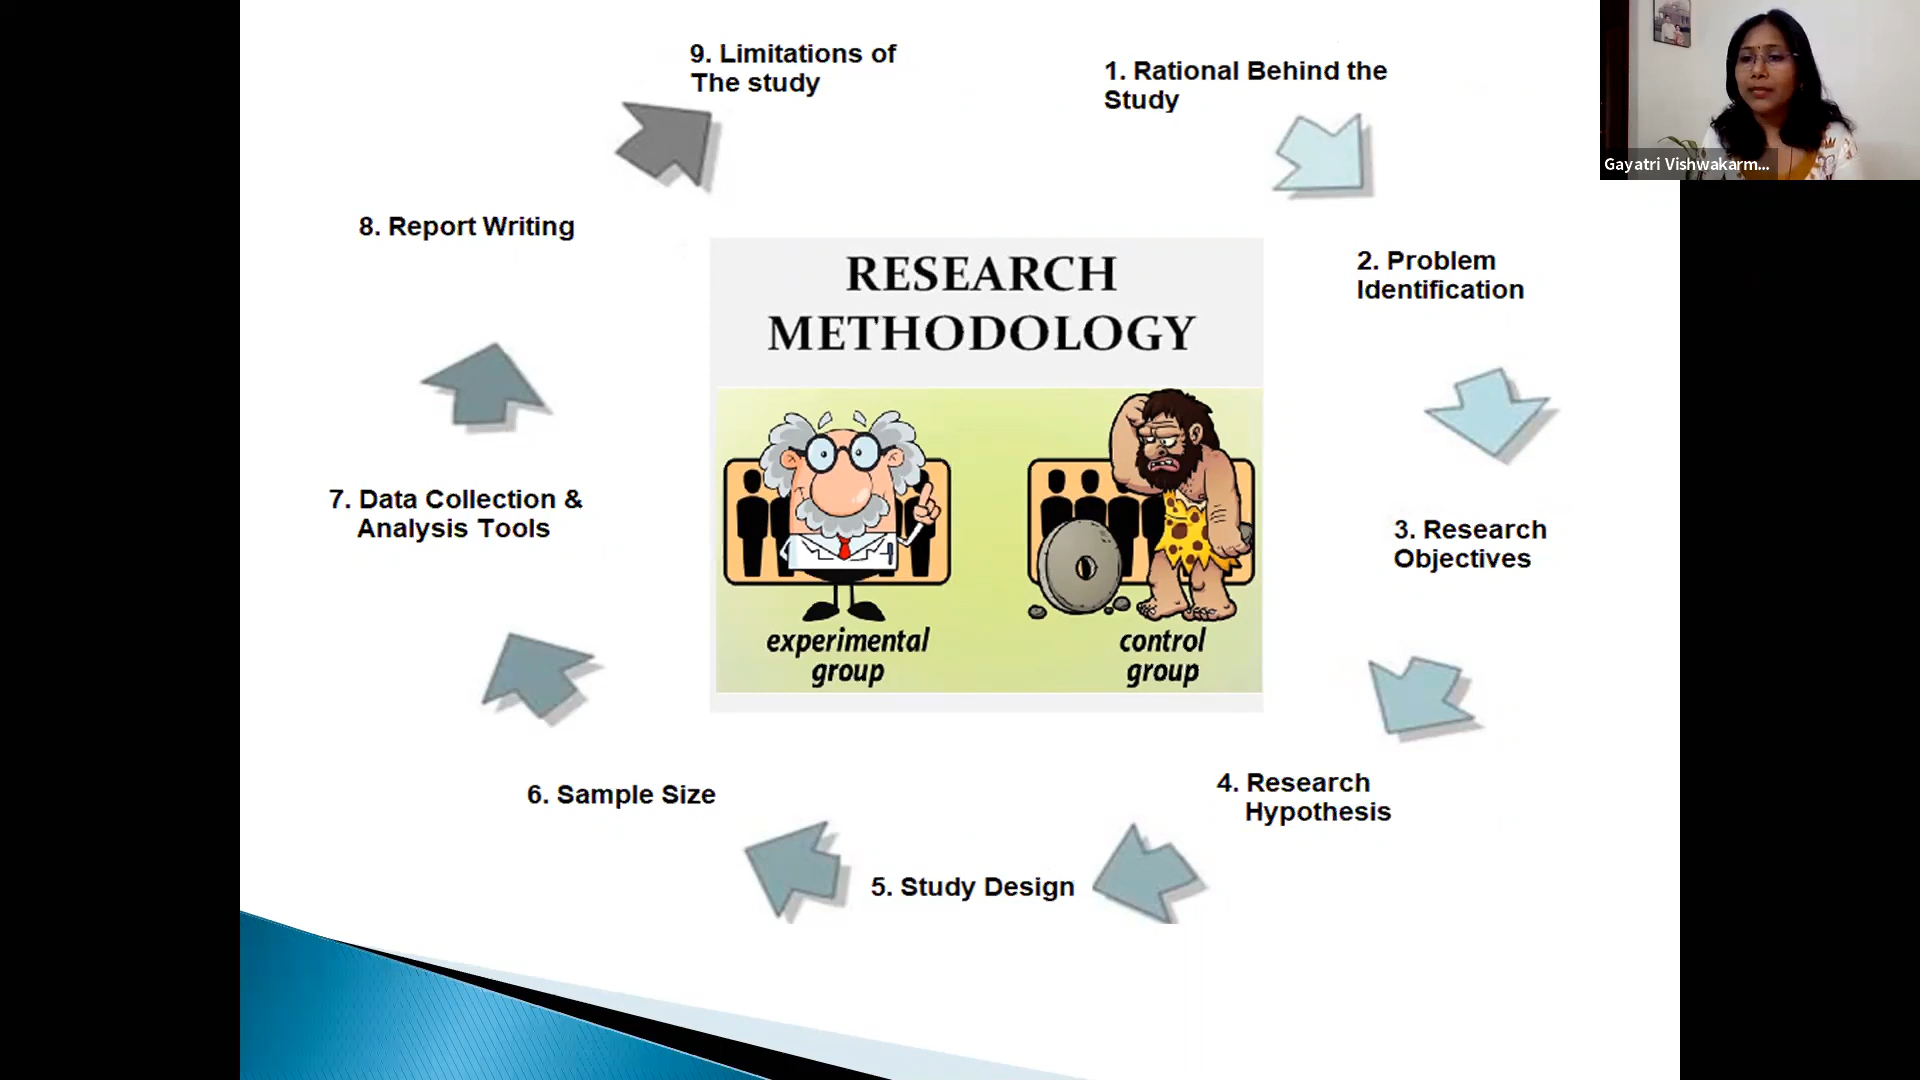 9. Limitations of
The study
1. Rational Behind the
Study
Gayatri Vishwakarm...
8. Report Writing
2. Problem
Identification
RESEARCH
METHODOLOGY
7. Data Collection &
Analysis Tools
3. Research
Objectives
experimental
group
control
group
6. Sample Size
4. Research
Hypothesis
5. Study Design